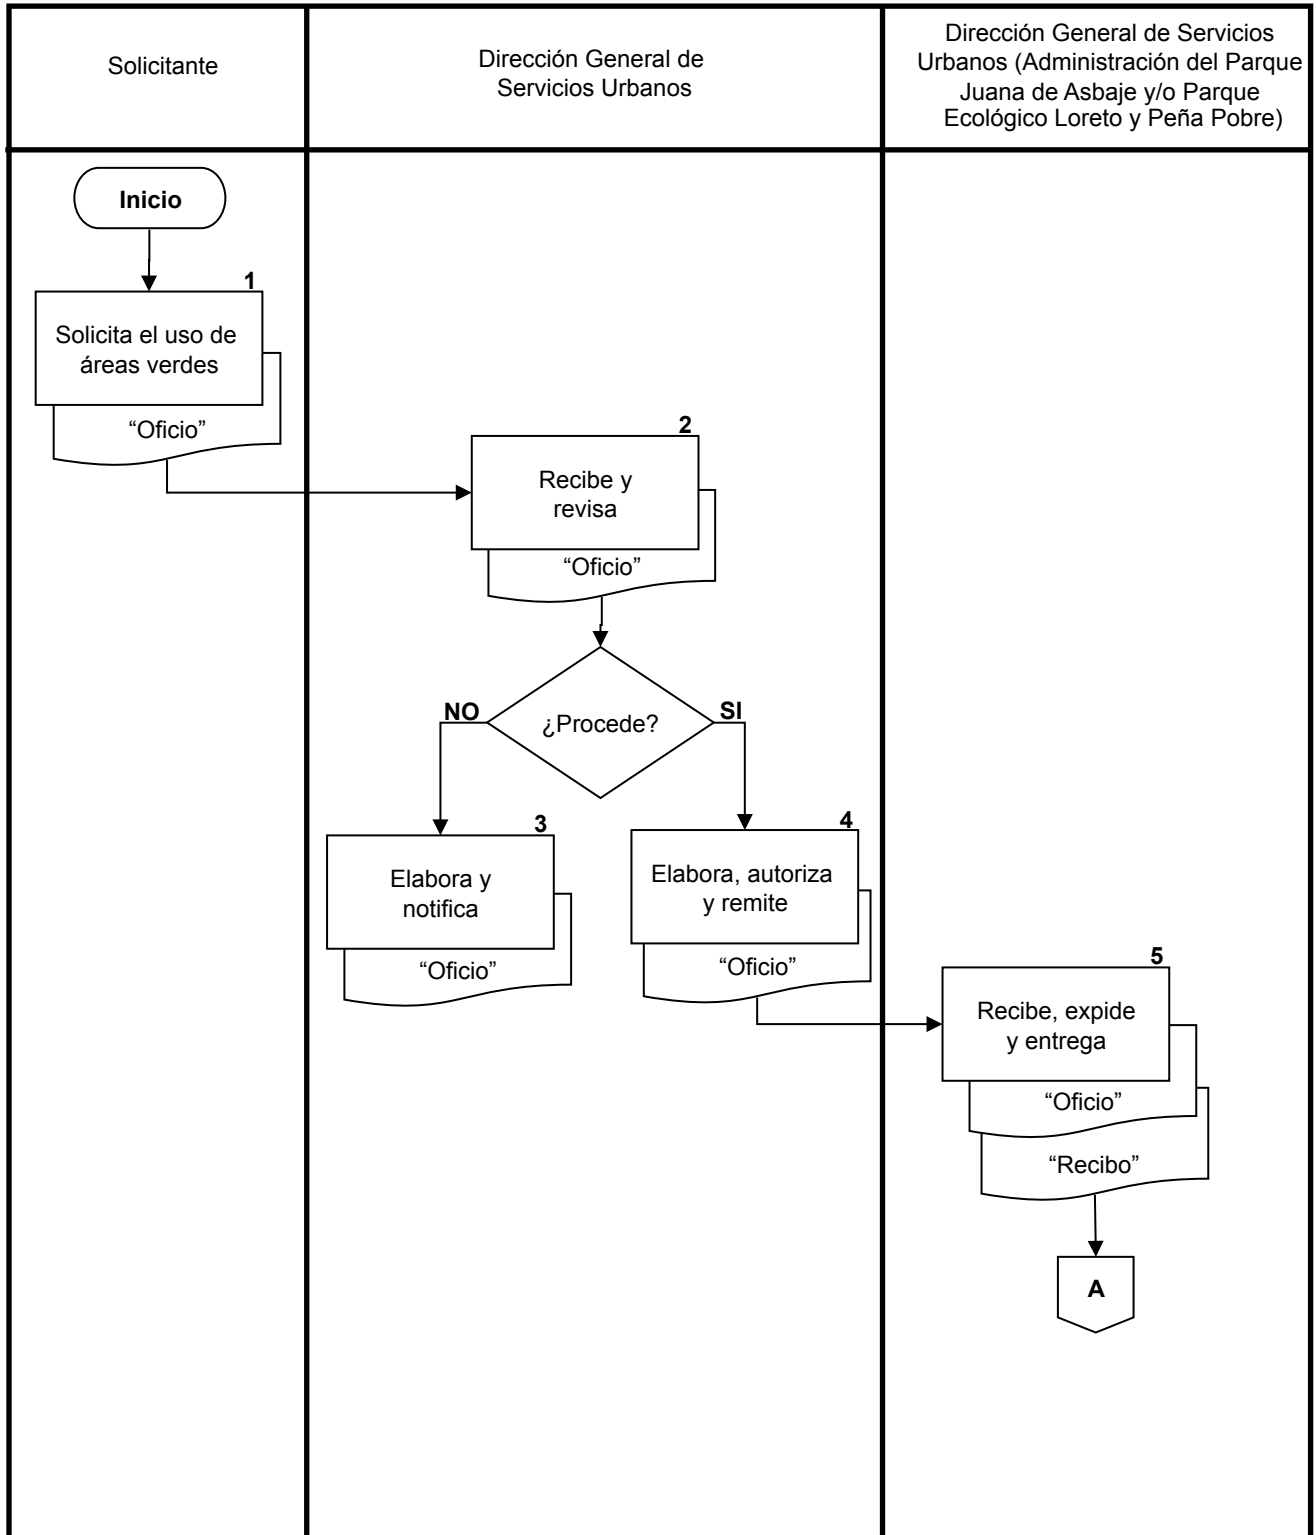 Solicitante
Dirección General de
Servicios Urbanos
Dirección General de Servicios
Urbanos (Administración del Parque
Juana de Asbaje y/o Parque
Ecológico Loreto y Peña Pobre)
Inicio
1
Solicita el uso de
áreas verdes
“Oficio”
2
Recibe y
revisa
“Oficio”
¿Procede?
NO
SI
3
Elabora y
notifica
“Oficio”
4
Elabora, autoriza
y remite
“Oficio”
5
Recibe, expide
y entrega
“Oficio”
“Recibo”
A